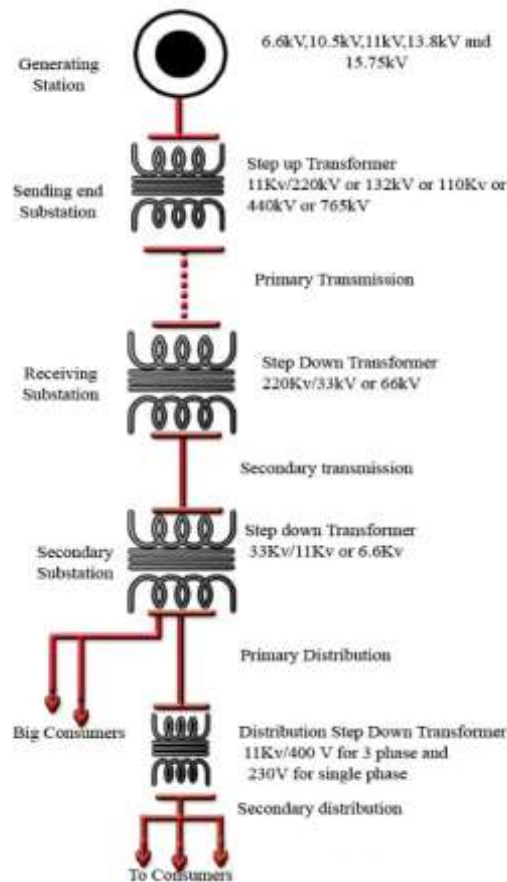 6.6kV,10.5kV,11kV,13.8kV and
15.75kV
Generating
Station
Step up Transformer
11Kv/220kV or 132kV or 110Kv or
440kV or 765kV
Sending end
Substation
Primary Transmission
Step Down Transformer
220Kv/33kV or 66kV
Receiving
Substation
Secondary transmission
Step down Transformer
33Kv/11Kv or 6.6Kv
Secondary
Substation
Primary Distribution
Big Consumers
Distribution Step Down Transformer
11Kv/400 V for 3 phase and
230V for single phase
Secondary distribution
To Consumers